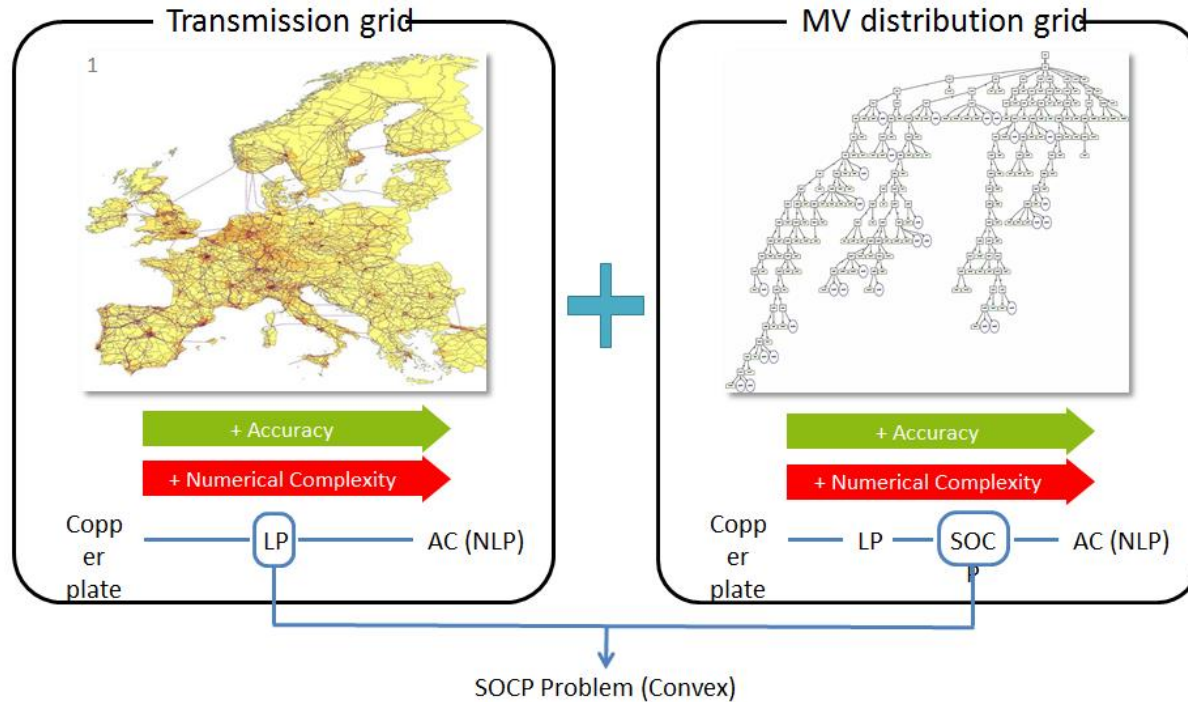 Transmission grid
1
+ Accuracy
+ Numerical Complexity
Copp
er
plate
LP
AC (NLP)
MV distribution grid
+ Accuracy
+ Numerical Complexity
Copp
er
plate
LP
SOC
P
AC (NLP)
SOCP Problem (Convex)